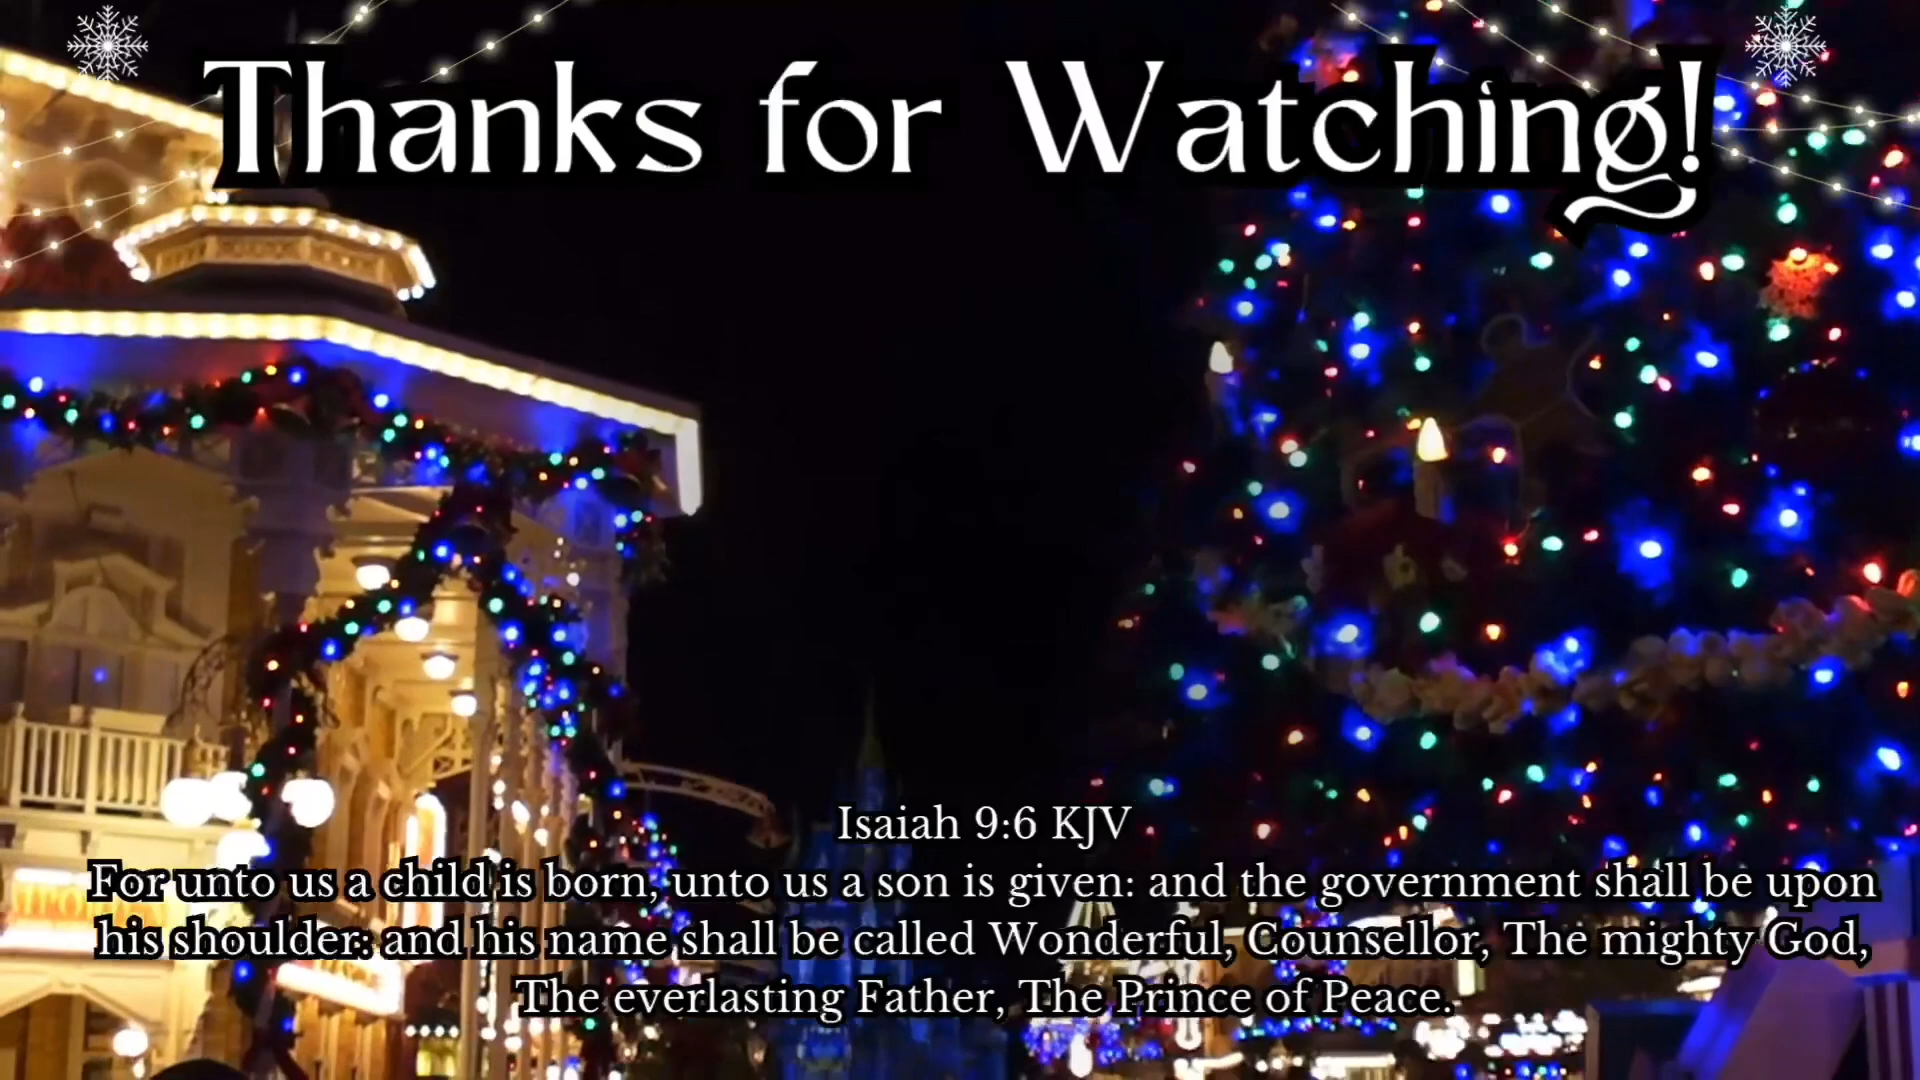 Thanks for Watching!
Isaiah 9:6 KJV
For unto us a child is born, unto us a son is given: and the government shall be upon
his shoulder: and his name shall be called Wonderful, Counsellor, The mighty God,
The everlasting Father, The Prince of Peace.